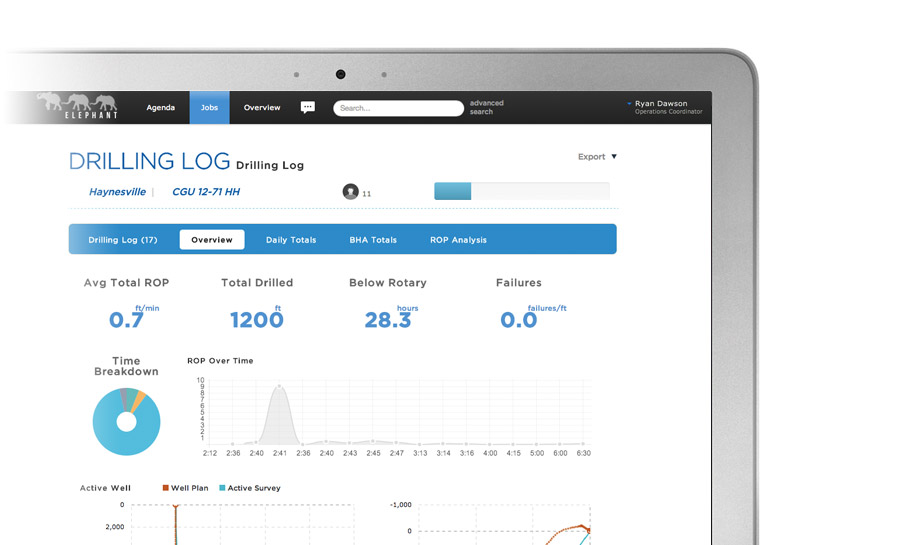 ELEPHANT
Agenda
Jobs
Overview
Search...
advanced
search
Ryan Dawson
Operations Coordinator
DRILLING LOG Drilling Log
Export
Haynesville
CGU 12-71 HH
11
Drilling Log (17)
Overview
Daily Totals
BHA Totals
ROP Analysis
Avg Total ROP
ft/min
0.7
Total Drilled
ft
1200
Below Rotary
hours
28.3
Failures
failures/ft
0.0
Time
Breakdown
ROP Over Time
10
9
8
7
6
5
4
3
2
1
2:12 2:36 2:40 2:41 2:36 2:40 2:43 2:45 2:47 3:13 3:14 3:16 4:00 4:15 5:00 6:00 6:30
Active Well
Well Plan
Active Survey
0
2,000
-1,000
0